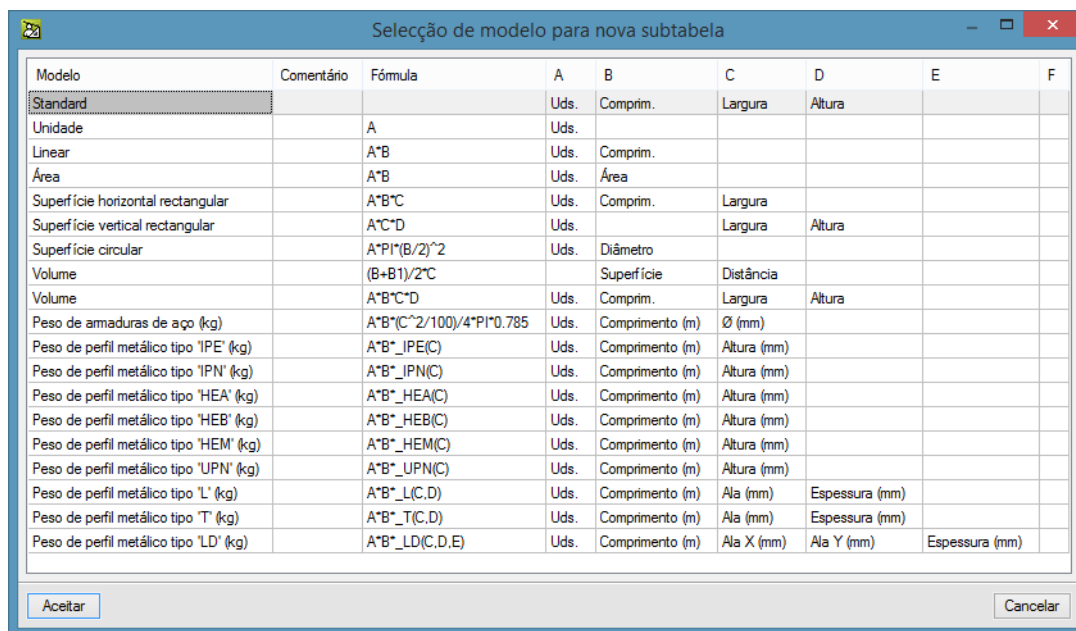 Selecção de modelo para nova subtabela
Modelo Comentário Fórmula A B C D E F
Standard Uds. Comprim. Largura Altura
Unidade A Uds.
Linear A*B Uds. Comprim.
Área A*B Uds. Área
Superfície horizontal rectangular A*B*C Uds. Comprim. Largura
Superfície vertical rectangular A*C*D Uds. Largura Altura
Superfície circular A*PI*(B/2)^2 Uds. Diâmetro
Volume (B+B1)/2*C Superfície Distância
Volume A*B*C*D Uds. Comprim. Largura Altura
Peso de armaduras de aço (kg) A*B*(C^2/100)/4*PI*0.785 Uds. Comprimento (m) Ø (mm)
Peso de perfil metálico tipo 'IPE' (kg) A*B*_IPE(C) Uds. Comprimento (m) Altura (mm)
Peso de perfil metálico tipo 'IPN' (kg) A*B*_IPN(C) Uds. Comprimento (m) Altura (mm)
Peso de perfil metálico tipo 'HEA' (kg) A*B*_HEA(C) Uds. Comprimento (m) Altura (mm)
Peso de perfil metálico tipo 'HEB' (kg) A*B*_HEB(C) Uds. Comprimento (m) Altura (mm)
Peso de perfil metálico tipo 'HEM' (kg) A*B*_HEM(C) Uds. Comprimento (m) Altura (mm)
Peso de perfil metálico tipo 'UPN' (kg) A*B*_UPN(C) Uds. Comprimento (m) Altura (mm)
Peso de perfil metálico tipo 'L' (kg) A*B*_L(C,D) Uds. Comprimento (m) Ala (mm) Espessura (mm)
Peso de perfil metálico tipo 'T' (kg) A*B*_T(C,D) Uds. Comprimento (m) Ala (mm) Espessura (mm)
Peso de perfil metálico tipo 'LD' (kg) A*B*_LD(C,D,E) Uds. Comprimento (m) Ala X (mm) Ala Y (mm) Espessura (mm)
Aceitar Cancelar